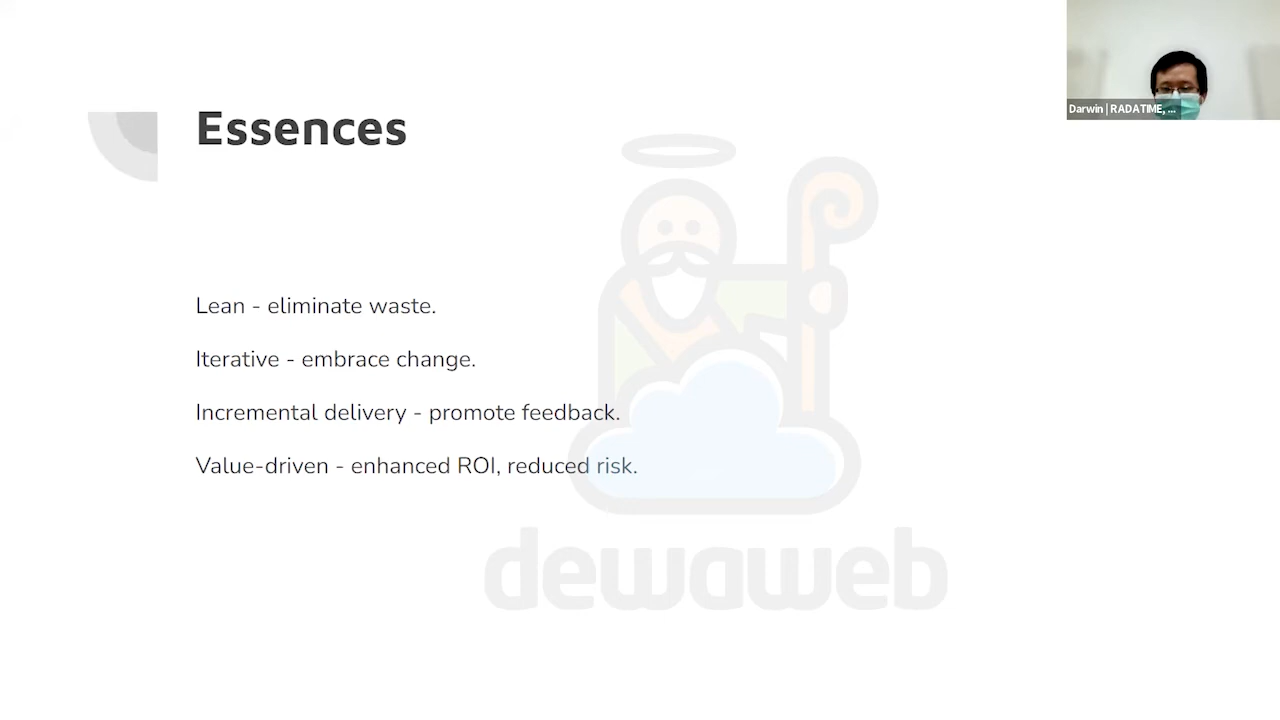 Essences
Lean - eliminate waste.
Iterative - embrace change.
Incremental delivery - promote feedback.
Value-driven - enhanced ROI, reduced risk.
dewaweb
Darwin | RADATIME, ...